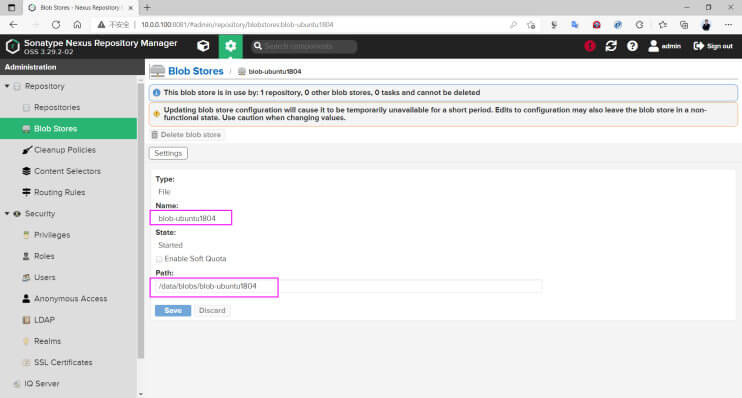 Blob Stores - Nexus Repository
不安全
10.0.0.100:8081/#admin/repository/blobstores:blob-ubuntu1804
Sonatype Nexus Repository Manager
OSS 3.29.2-02
Search components
admin
Sign out
Administration
Repository
Repositories
Blob Stores
Cleanup Policies
Content Selectors
Routing Rules
Security
Privileges
Roles
Users
Anonymous Access
LDAP
Realms
SSL Certificates
IQ Server
Blob Stores / blob-ubuntu1804
This blob store is in use by: 1 repository, 0 other blob stores, 0 tasks and cannot be deleted
Updating blob store configuration will cause it to be temporarily unavailable for a short period. Edits to configuration may also leave the blob store in a non-
functional state. Use caution when changing values.
Delete blob store
Settings
Type:
File
Name:
blob-ubuntu1804
State:
Started
Enable Soft Quota
Path:
/data/blobs/blob-ubuntu1804
Save Discard